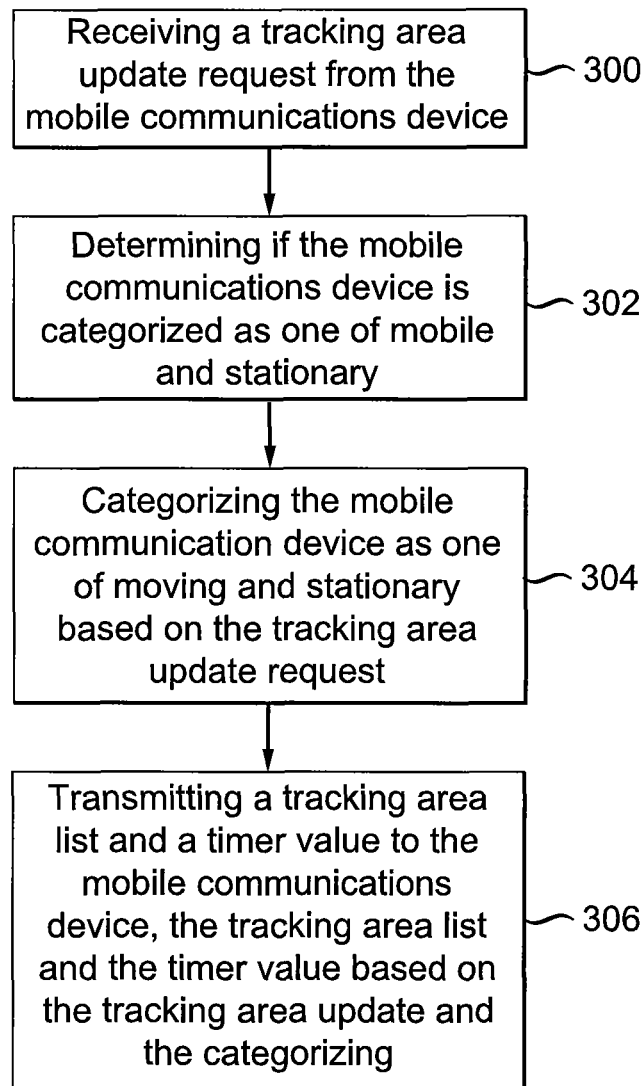 Receiving a tracking area
update request from the
mobile communications device
300
Determining if the mobile
communications device is
categorized as one of mobile
and stationary
302
Categorizing the mobile
communication device as one
of moving and stationary
based on the tracking area
update request
304
Transmitting a tracking area
list and a timer value to the
mobile communications
device, the tracking area list
and the timer value based on
the tracking area update and
the categorizing
306